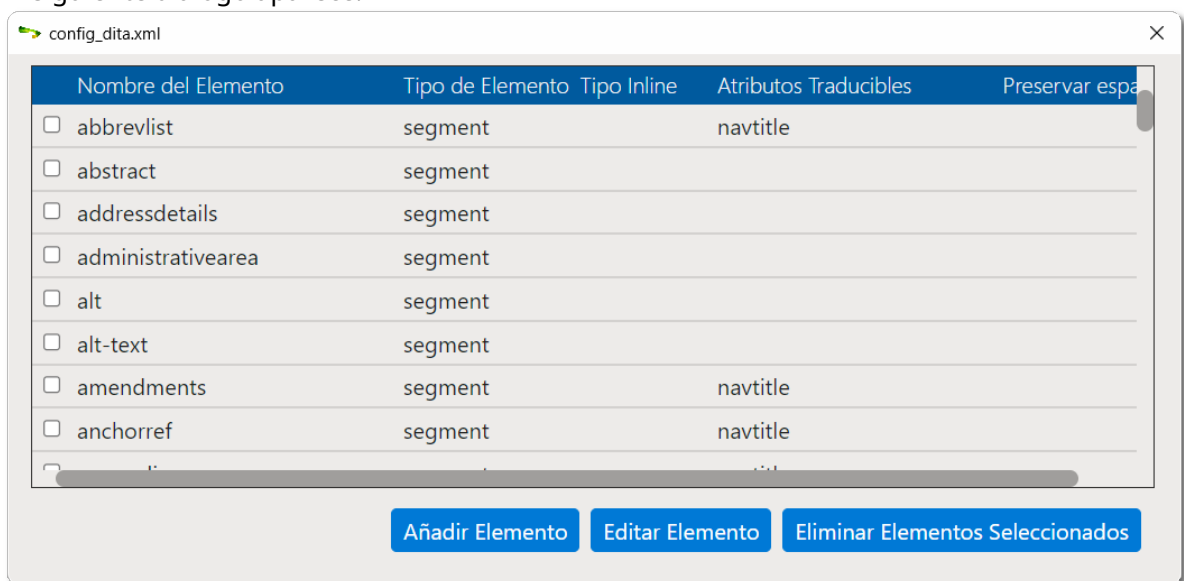 config_dita.xml
Nombre del Elemento Tipo de Elemento Tipo Inline Atributos Traducibles Preservar espa
abbrevlist segment navtitle
abstract segment
addressdetails segment
administrativearea segment
alt segment
alt-text segment
amendments segment navtitle
anchorref segment navtitle
Añadir Elemento Editar Elemento Eliminar Elementos Seleccionados